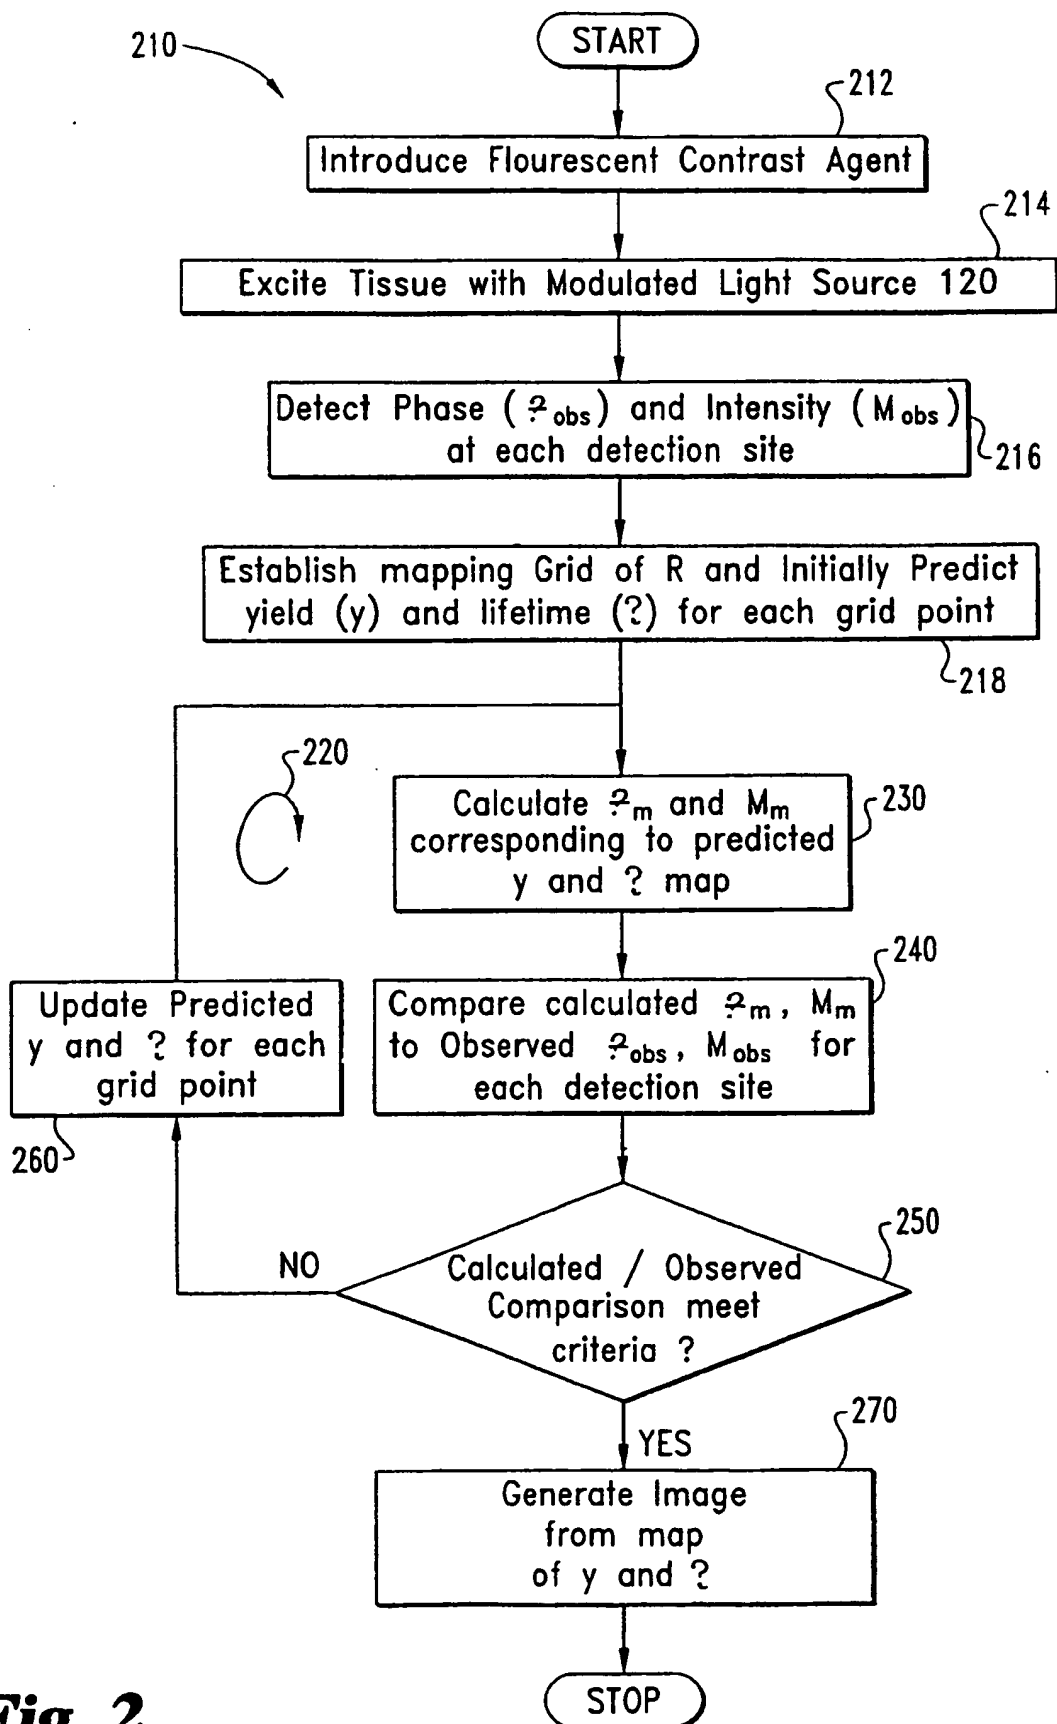 210
START
212
Introduce Flourescent Contrast Agent
214
Excite Tissue with Modulated Light Source 120
Detect Phase (?obs) and Intensity (Mobs)
at each detection site
216
Establish mapping Grid of R and Initially Predict
yield (y) and lifetime (?) for each grid point
218
220
Calculate ?m and Mm
corresponding to predicted
y and ? map
230
240
Compare calculated ?m, Mm
to Observed ?obs, Mobs for
each detection site
Update Predicted
y and ? for each
grid point
260
250
NO
Calculated / Observed
Comparison meet
criteria ?
YES
270
Generate Image
from map
of y and ?
STOP
Fig. 2